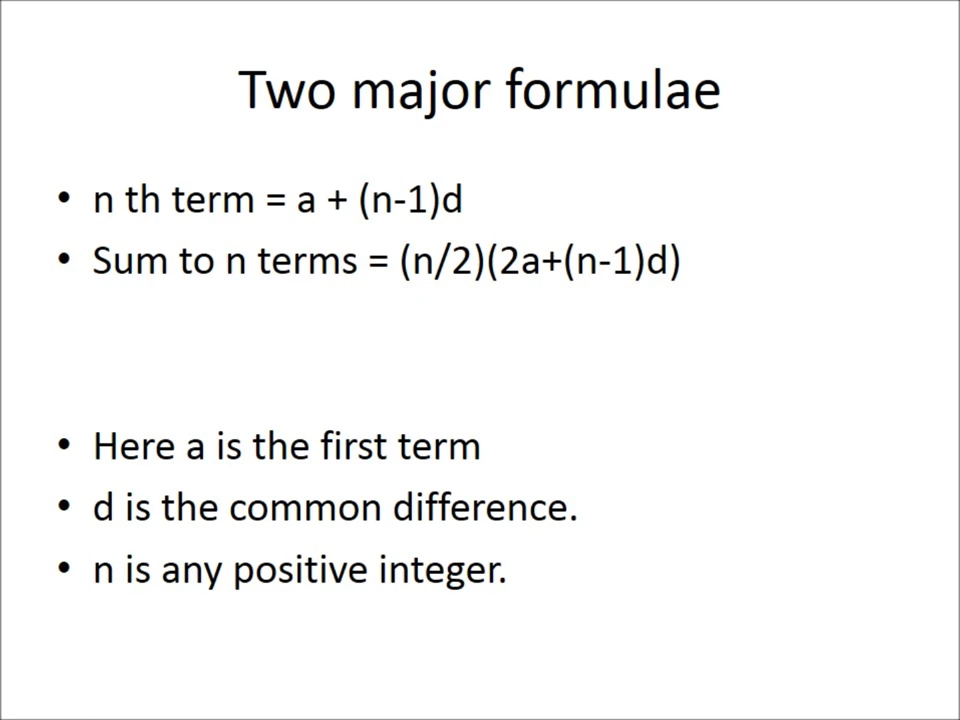 Two major formulae
• n th term = a + (n-1)d
• Sum to n terms = (n/2)(2a+(n-1)d)
• Here a is the first term
• d is the common difference.
• n is any positive integer.